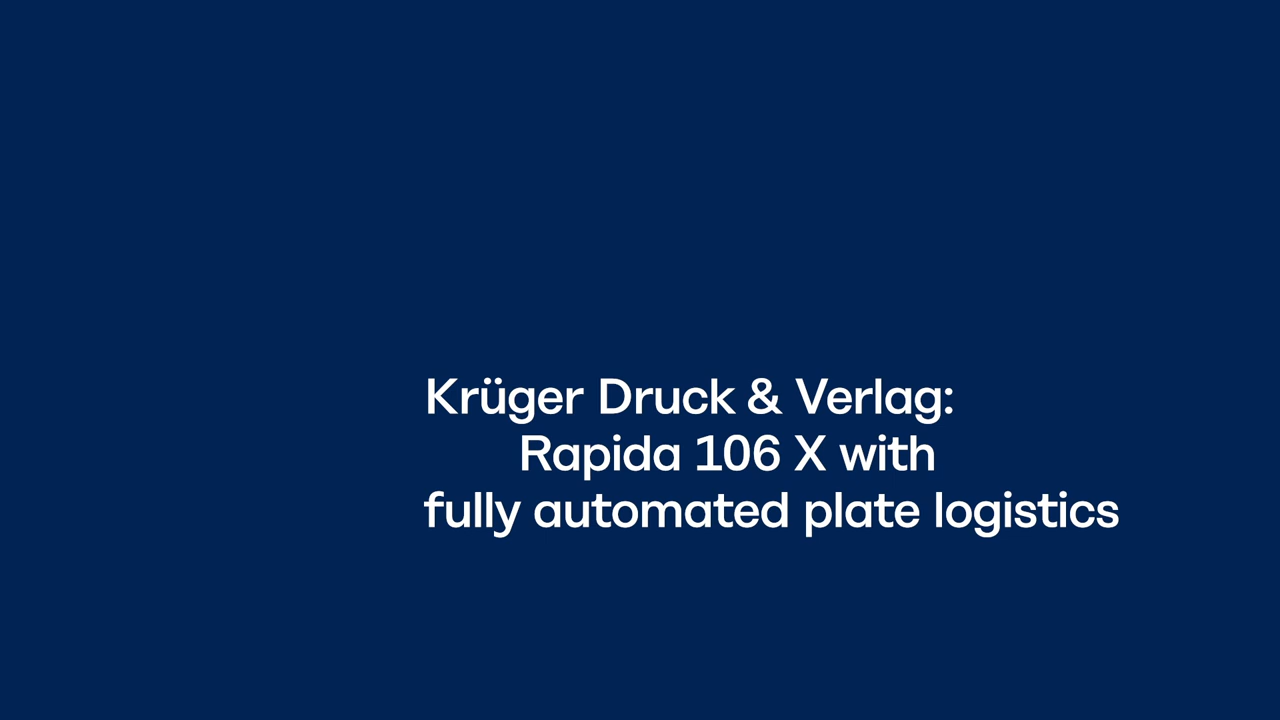 Krüger Druck & Verlag:
Rapida 106 X with
fully automated plate logistics